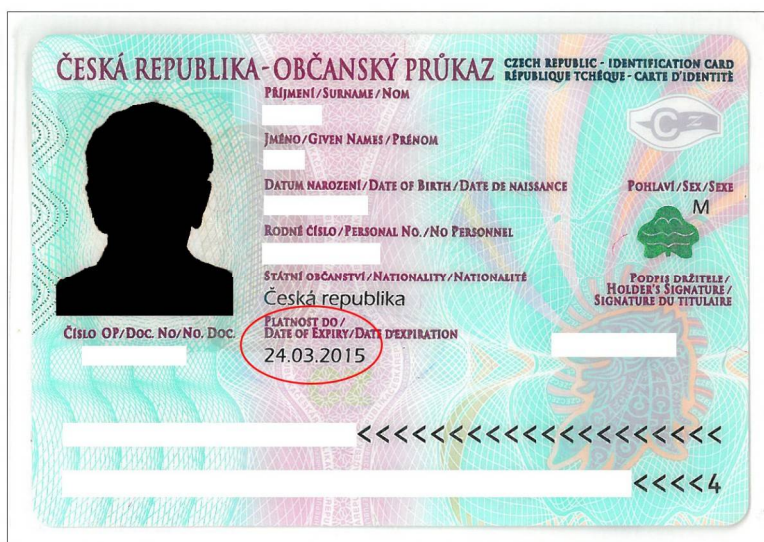 ČESKÁ REPUBLIKA - OBČANSKÝ PRŮKAZ
CZECH REPUBLIC - IDENTIFICATION CARD
RÉPUBLIQUE TCHÉQUE - CARTE D'IDENTITÉ
PŘÍJMENÍ / SURNAME / NOM
JMÉNO / GIVEN NAMES / PRÉNOM
DATUM NAROZENÍ / DATE OF BIRTH / DATE DE NAISSANCE
POHLAVÍ / SEX / SEXE
CZ
M
RODNÉ ČÍSLO / PERSONAL NO. / NO PERSONNEL
STÁTNÍ OBČANSTVÍ / NATIONALITY / NATIONALITÉ
Česká republika
PODPIS DRŽITELE /
HOLDER'S SIGNATURE /
SIGNATURE DU TITULAIRE
ČÍSLO OP / DOC. NO / NO. DOC.
PLATNOST DO /
DATE OF EXPIRY / DATE D'EXPIRATION
24.03.2015
<<<<<<<<<<<<<<<<<<<<
<<<<4